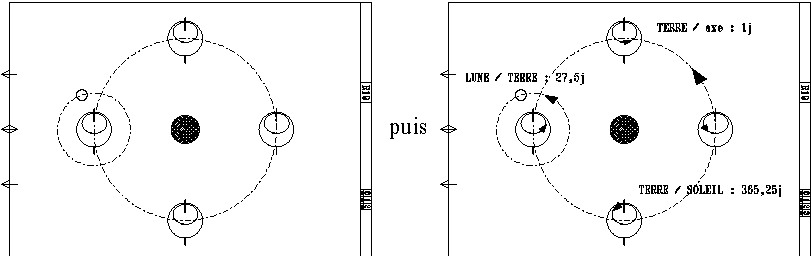 TERRE / axe : 1j
LUNE / TERRE : 27,5j
puis
TERRE / SOLEIL : 365,25j